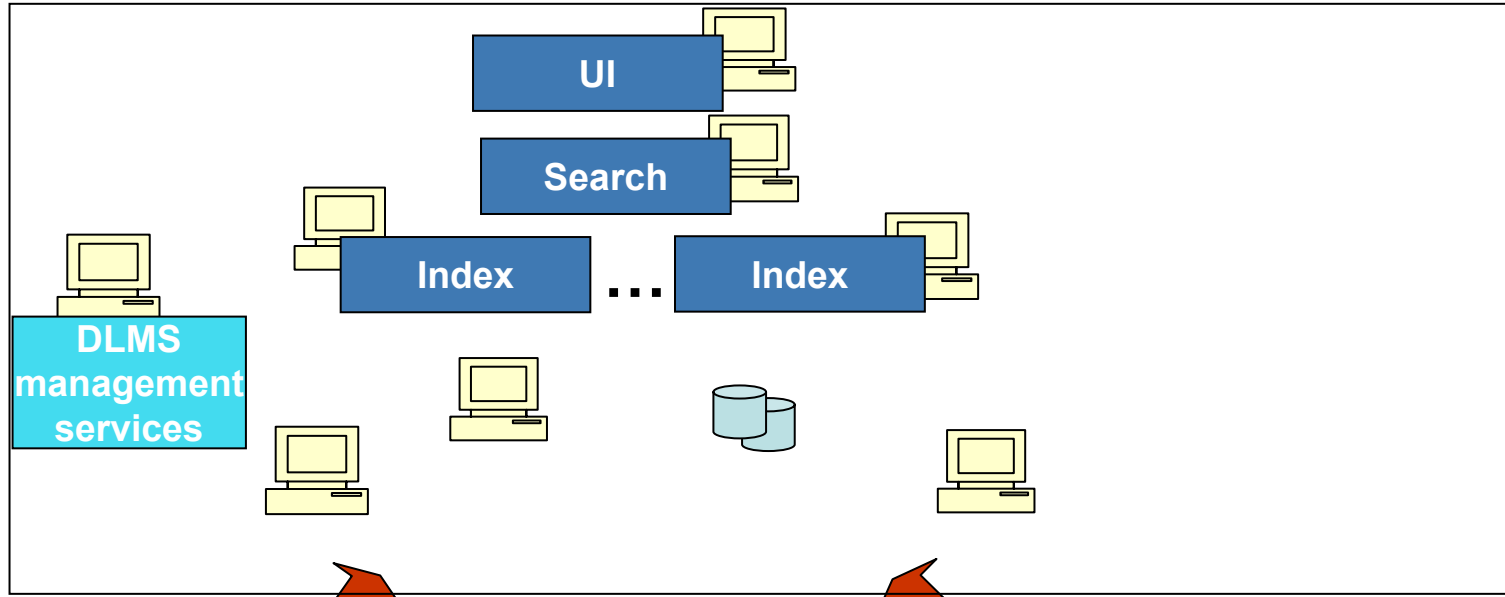 UI
Search
Index ... Index
DLMS
management
services